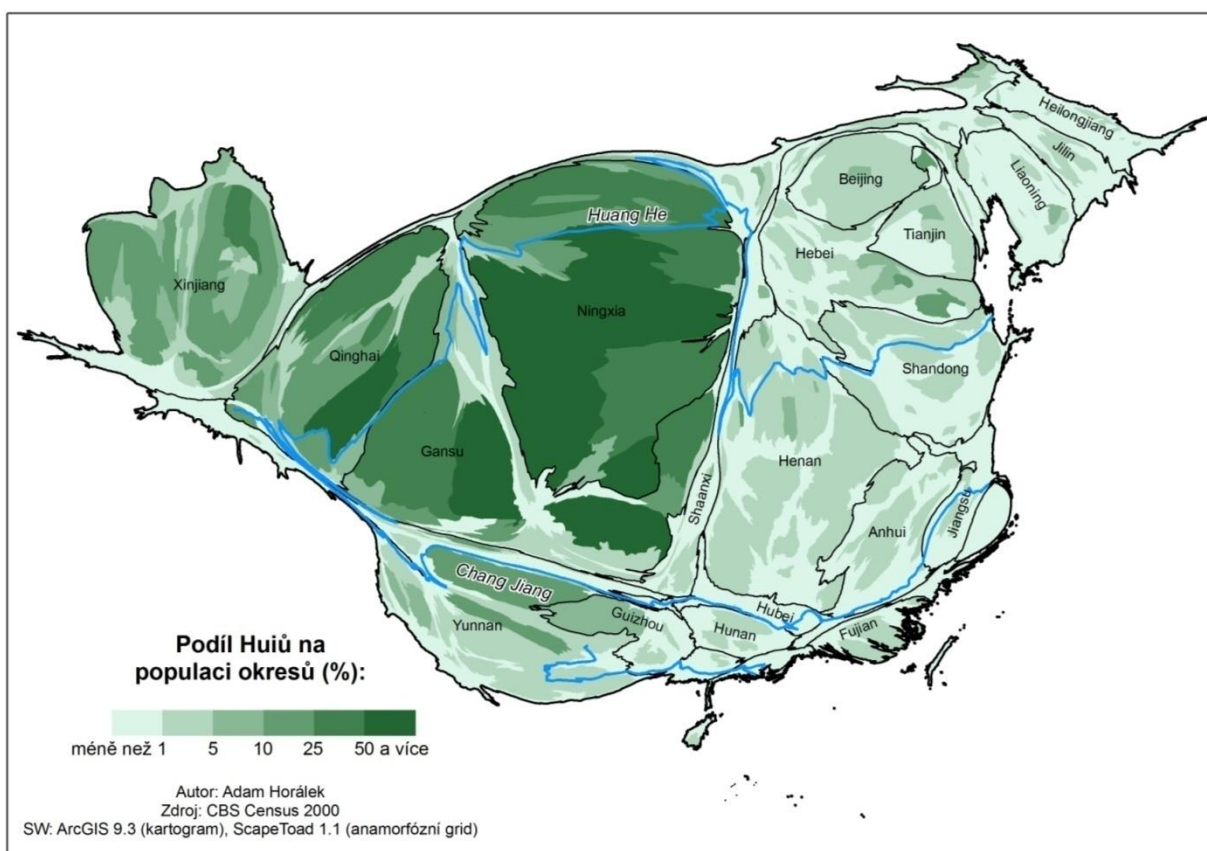 Heilongjiang
Jilin
Liaoning
Beijing
Tianjin
Hebei
Huang He
Xinjiang
Ningxia
Qinghai
Shandong
Gansu
Henan
Shaanxi
Anhui
Jiangsu
Chang Jiang
Hubei
Guizhou
Yunnan
Hunan
Fujian
Podíl Huiů na
populaci okresů (%):
méně než 1 5 10 25 50 a více
Autor: Adam Horálek
Zdroj: CBS Census 2000
SW: ArcGIS 9.3 (kartogram), ScapeToad 1.1 (anamorfózní grid)